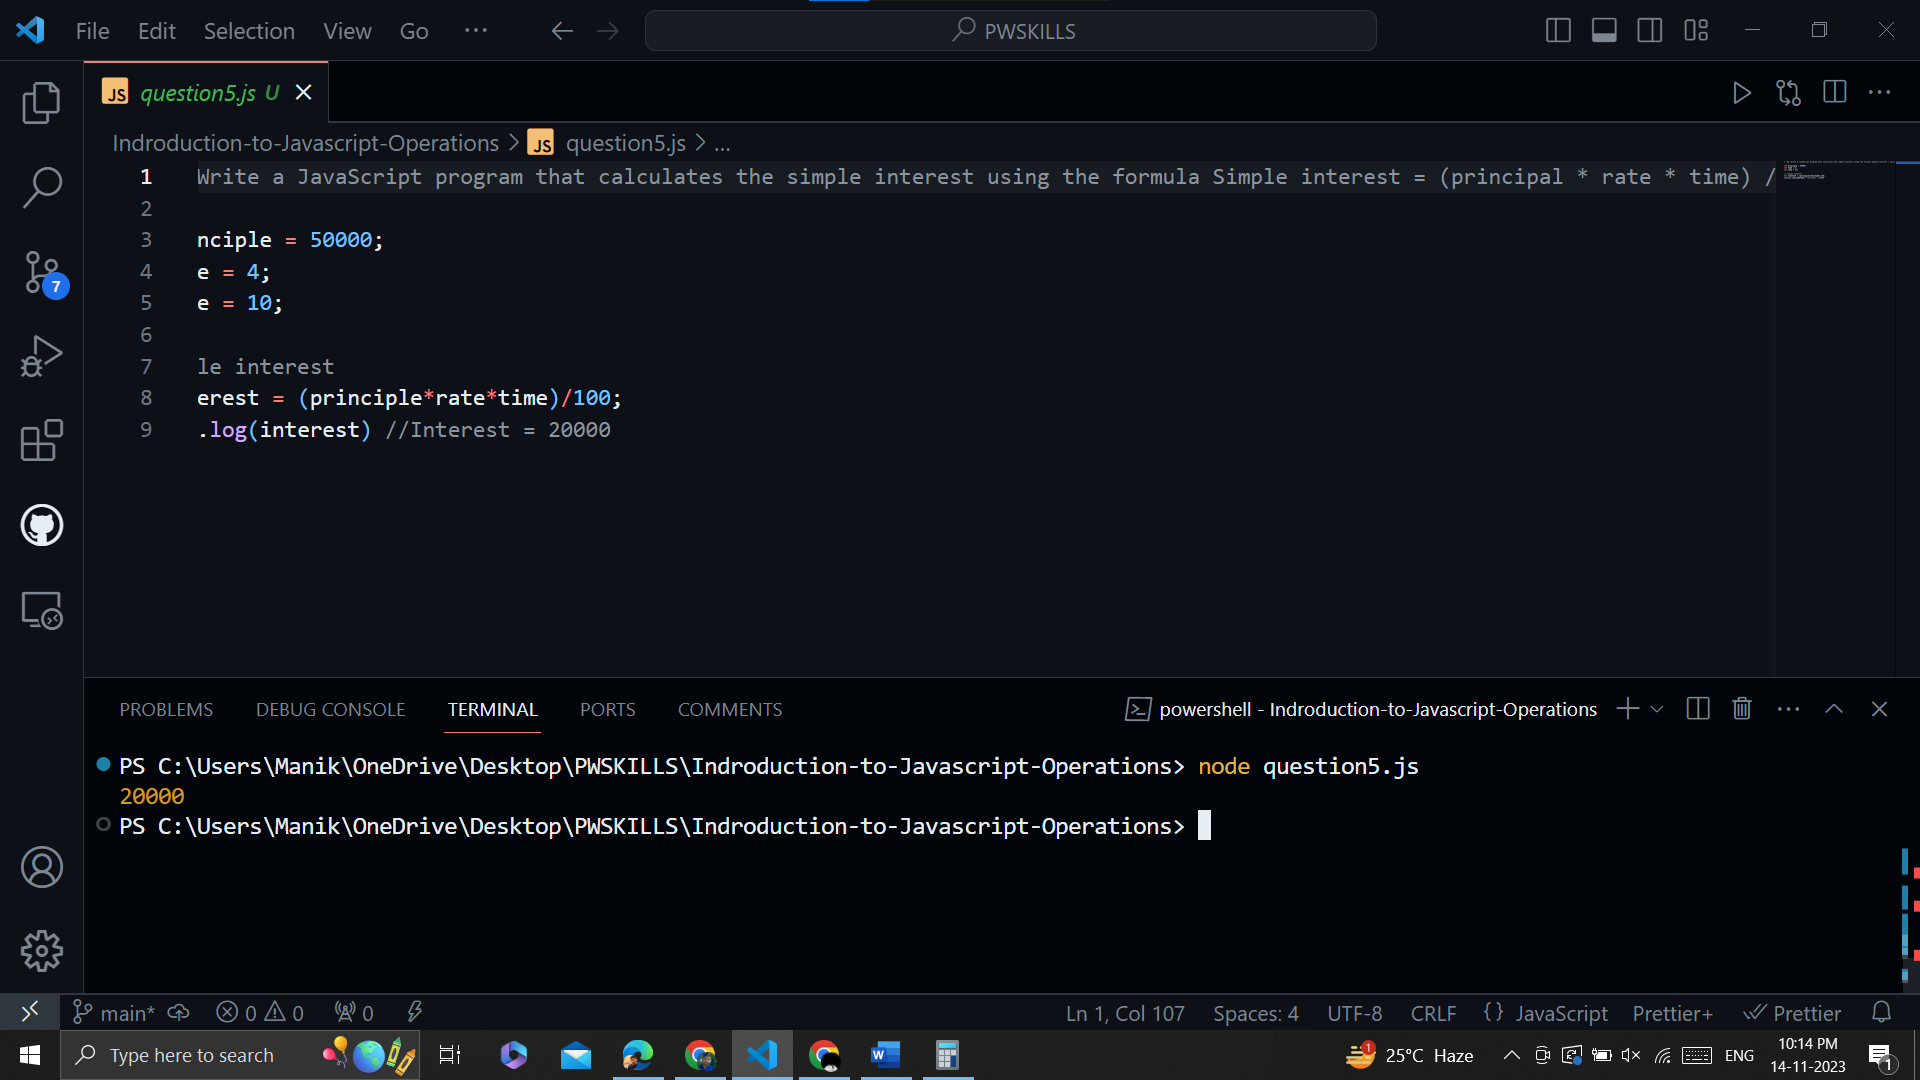 File Edit Selection View Go ... PWSKILLS
JS question5.js U
Indroduction-to-Javascript-Operations > JS question5.js > ...
1 Write a JavaScript program that calculates the simple interest using the formula Simple interest = (principal * rate * time) /
2
3 nciple = 50000;
4 e = 4;
5 e = 10;
6
7 le interest
8 erest = (principle*rate*time)/100;
9 .log(interest) //Interest = 20000
7
PROBLEMS DEBUG CONSOLE TERMINAL PORTS COMMENTS powershell - Indroduction-to-Javascript-Operations
PS C:\Users\Manik\OneDrive\Desktop\PWSKILLS\Indroduction-to-Javascript-Operations> node question5.js
20000
PS C:\Users\Manik\OneDrive\Desktop\PWSKILLS\Indroduction-to-Javascript-Operations>
main* 0 0 0 Ln 1, Col 107 Spaces: 4 UTF-8 CRLF {} JavaScript Prettier+ Prettier
Type here to search W 1 25°C Haze ENG 10:14 PM
14-11-2023 1